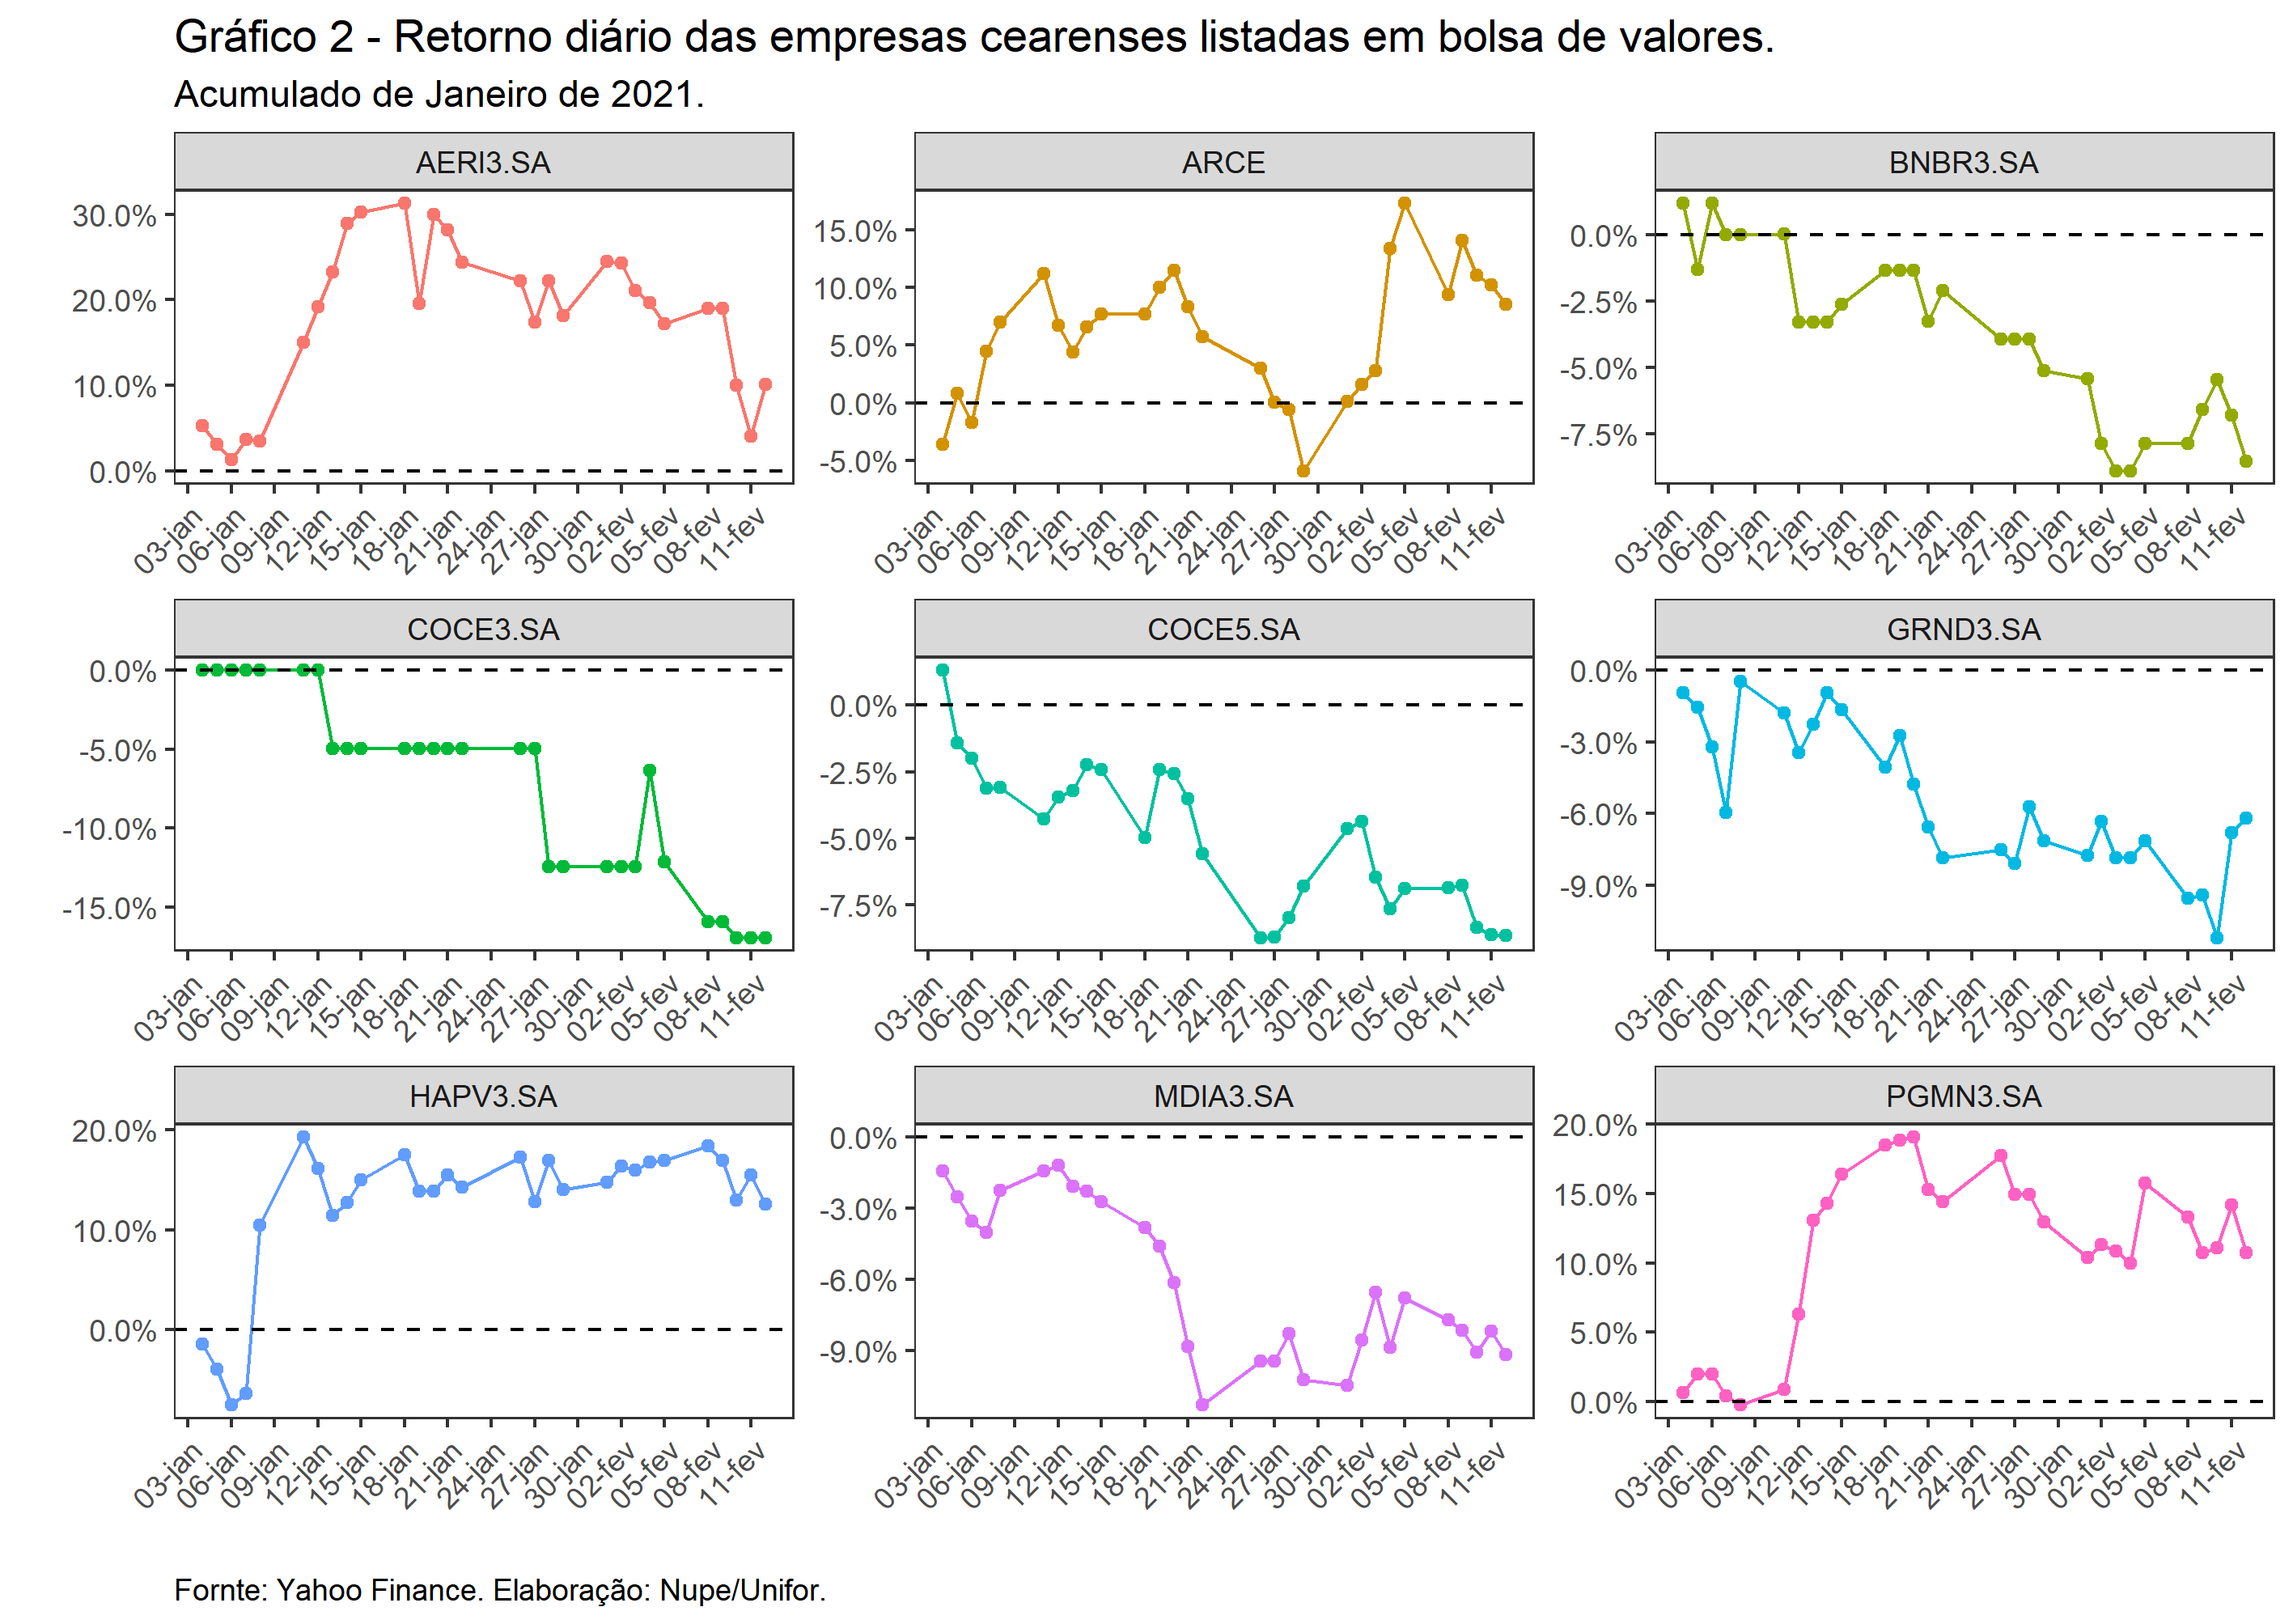 Gráfico 2 - Retorno diário das empresas cearenses listadas em bolsa de valores.
Acumulado de Janeiro de 2021.
AERI3.SA
30.0%
20.0%
10.0%
0.0%
03-jan 06-jan 09-jan 12-jan 15-jan 18-jan 21-jan 24-jan 27-jan 30-jan 02-fev 05-fev 08-fev 11-fev
ARCE
15.0%
10.0%
5.0%
0.0%
-5.0%
03-jan 06-jan 09-jan 12-jan 15-jan 18-jan 21-jan 24-jan 27-jan 30-jan 02-fev 05-fev 08-fev 11-fev
BNBR3.SA
0.0%
-2.5%
-5.0%
-7.5%
03-jan 06-jan 09-jan 12-jan 15-jan 18-jan 21-jan 24-jan 27-jan 30-jan 02-fev 05-fev 08-fev 11-fev
COCE3.SA
0.0%
-5.0%
-10.0%
-15.0%
03-jan 06-jan 09-jan 12-jan 15-jan 18-jan 21-jan 24-jan 27-jan 30-jan 02-fev 05-fev 08-fev 11-fev
COCE5.SA
0.0%
-2.5%
-5.0%
-7.5%
03-jan 06-jan 09-jan 12-jan 15-jan 18-jan 21-jan 24-jan 27-jan 30-jan 02-fev 05-fev 08-fev 11-fev
GRND3.SA
0.0%
-3.0%
-6.0%
-9.0%
03-jan 06-jan 09-jan 12-jan 15-jan 18-jan 21-jan 24-jan 27-jan 30-jan 02-fev 05-fev 08-fev 11-fev
HAPV3.SA
20.0%
10.0%
0.0%
03-jan 06-jan 09-jan 12-jan 15-jan 18-jan 21-jan 24-jan 27-jan 30-jan 02-fev 05-fev 08-fev 11-fev
MDIA3.SA
0.0%
-3.0%
-6.0%
-9.0%
03-jan 06-jan 09-jan 12-jan 15-jan 18-jan 21-jan 24-jan 27-jan 30-jan 02-fev 05-fev 08-fev 11-fev
PGMN3.SA
20.0%
15.0%
10.0%
5.0%
0.0%
03-jan 06-jan 09-jan 12-jan 15-jan 18-jan 21-jan 24-jan 27-jan 30-jan 02-fev 05-fev 08-fev 11-fev
Fornte: Yahoo Finance. Elaboração: Nupe/Unifor.